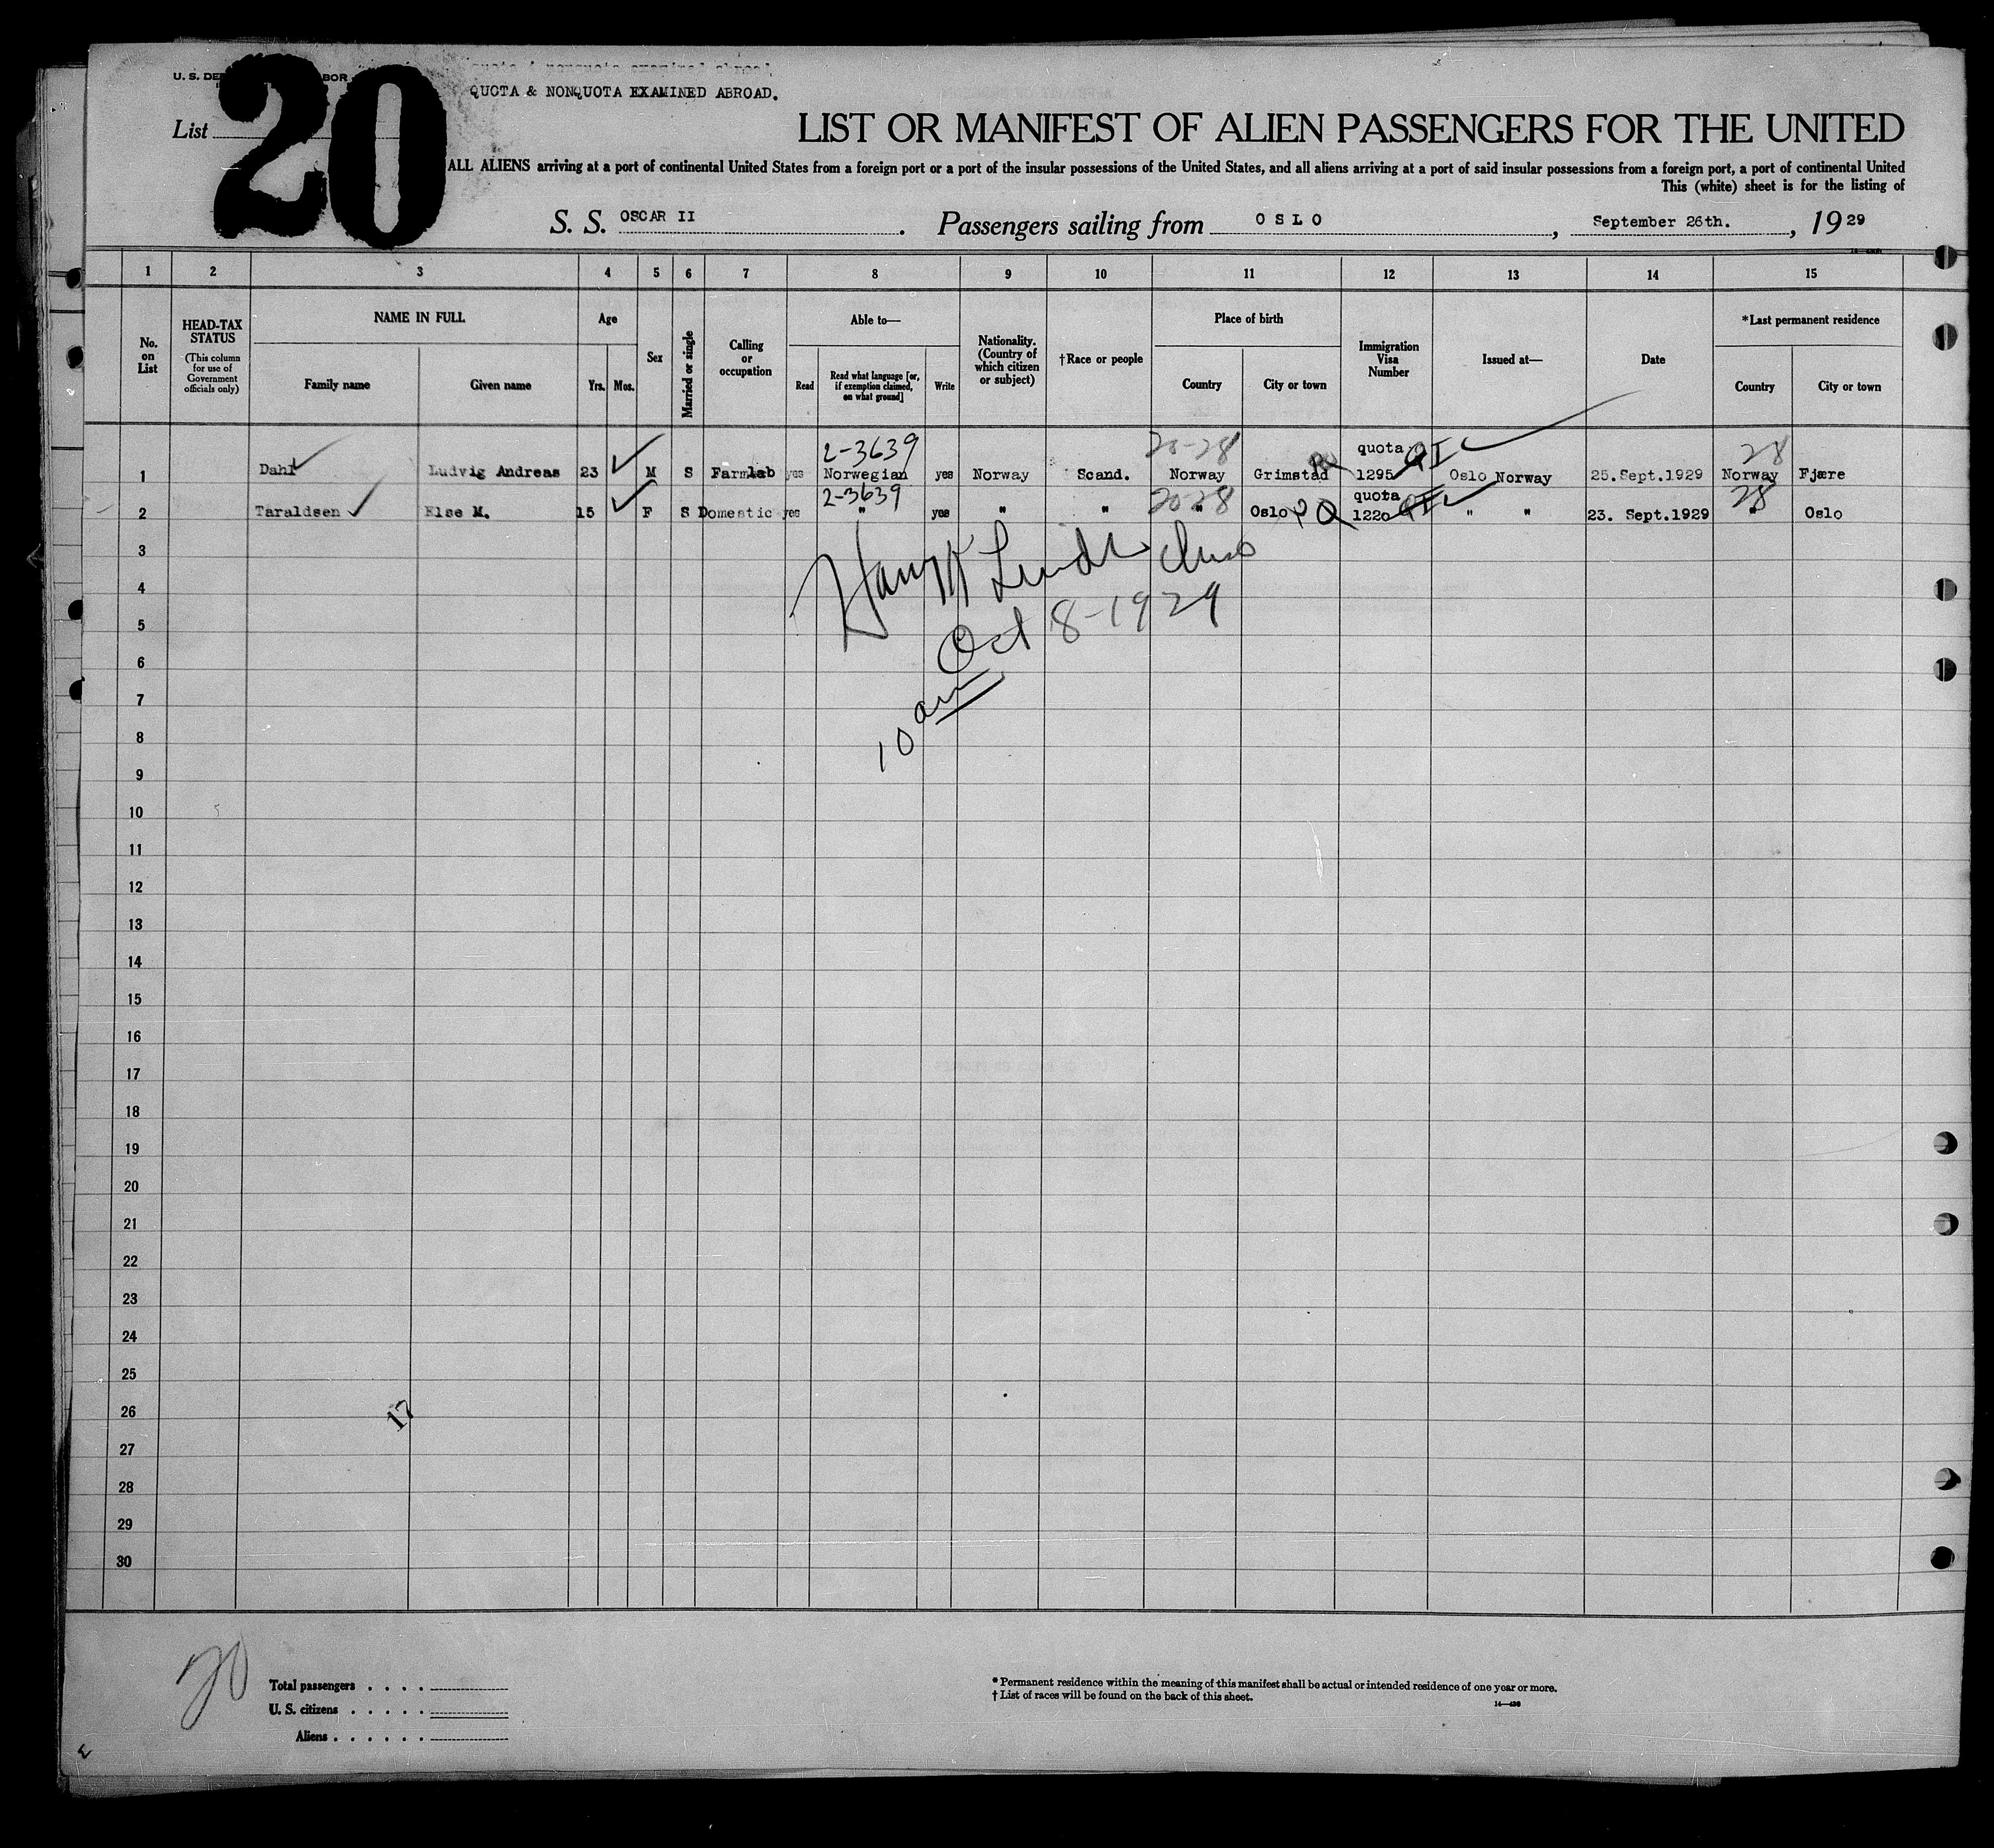 20
U. S. DE BOR
QUOTA & NONQUOTA EXAMINED ABROAD.
List
LIST OR MANIFEST OF ALIEN PASSENGERS FOR THE UNITED
ALL ALIENS arriving at a port of continental United States from a foreign port or a port of the insular possessions of the United States, and all aliens arriving at a port of said insular possessions from a foreign port, a port of continental United
This (white) sheet is for the listing of
S. S. OSCAR II . Passengers sailing from O S L O , September 26th. , 19 29
1 2 3 4 5 6 7 8 9 10 11 12 13 14 15
No. on List
HEAD-TAX STATUS (This column for use of Government officials only)
NAME IN FULL
Family name Given name
Age
Yrs. Mos.
Sex
Married or single
Calling or occupation
Able to—
Read Read what language [or, if exemption claimed, on what ground] Write
Nationality. (Country of which citizen or subject)
†Race or people
Place of birth
Country City or town
Immigration Visa Number
Issued at—
Date
*Last permanent residence
Country City or town
2-3639 28 quota QI 28
1 Dahl Ludvig Andreas 23 M S Farmlab yes Norwegian yes Norway Scand. Norway Grimstad 1295 Oslo Norway 25.Sept.1929 Norway Fjære
2-3639 28 quota 28
2 Taraldsen Else M. 15 F S Domestic yes " yes " " " Oslo 1220 " " 23. Sept.1929 " Oslo
3
4
5
Oct 8-1929
6
7
10 am
8
9
10
11
12
13
14
15
16
17
18
19
20
21
22
23
24
25
26
17
27
28
29
30
20
Total passengers . . . .
U. S. citizens . . . . .
Aliens . . . . . .
* Permanent residence within the meaning of this manifest shall be actual or intended residence of one year or more.
† List of races will be found on the back of this sheet.